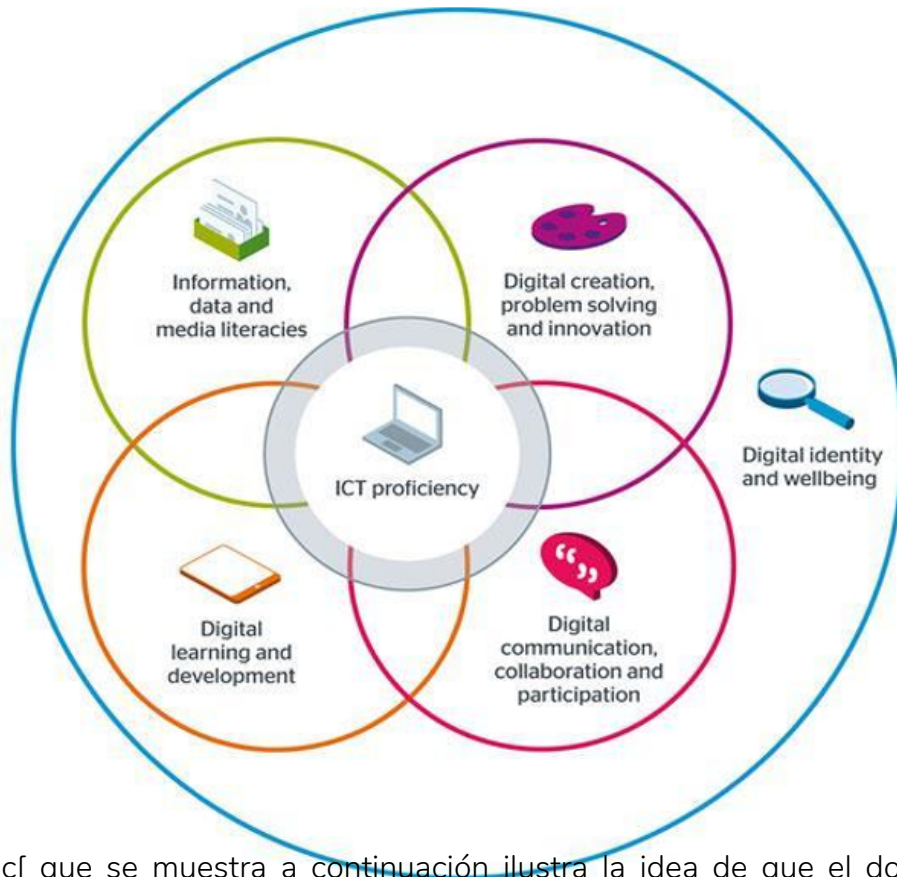 Information,
data and
media literacies
Digital creation,
problem solving
and innovation
ICT proficiency
Digital identity
and wellbeing
Digital
learning and
development
Digital
communication,
collaboration and
participation
que se muestra a continuación ilustra la idea de que el do